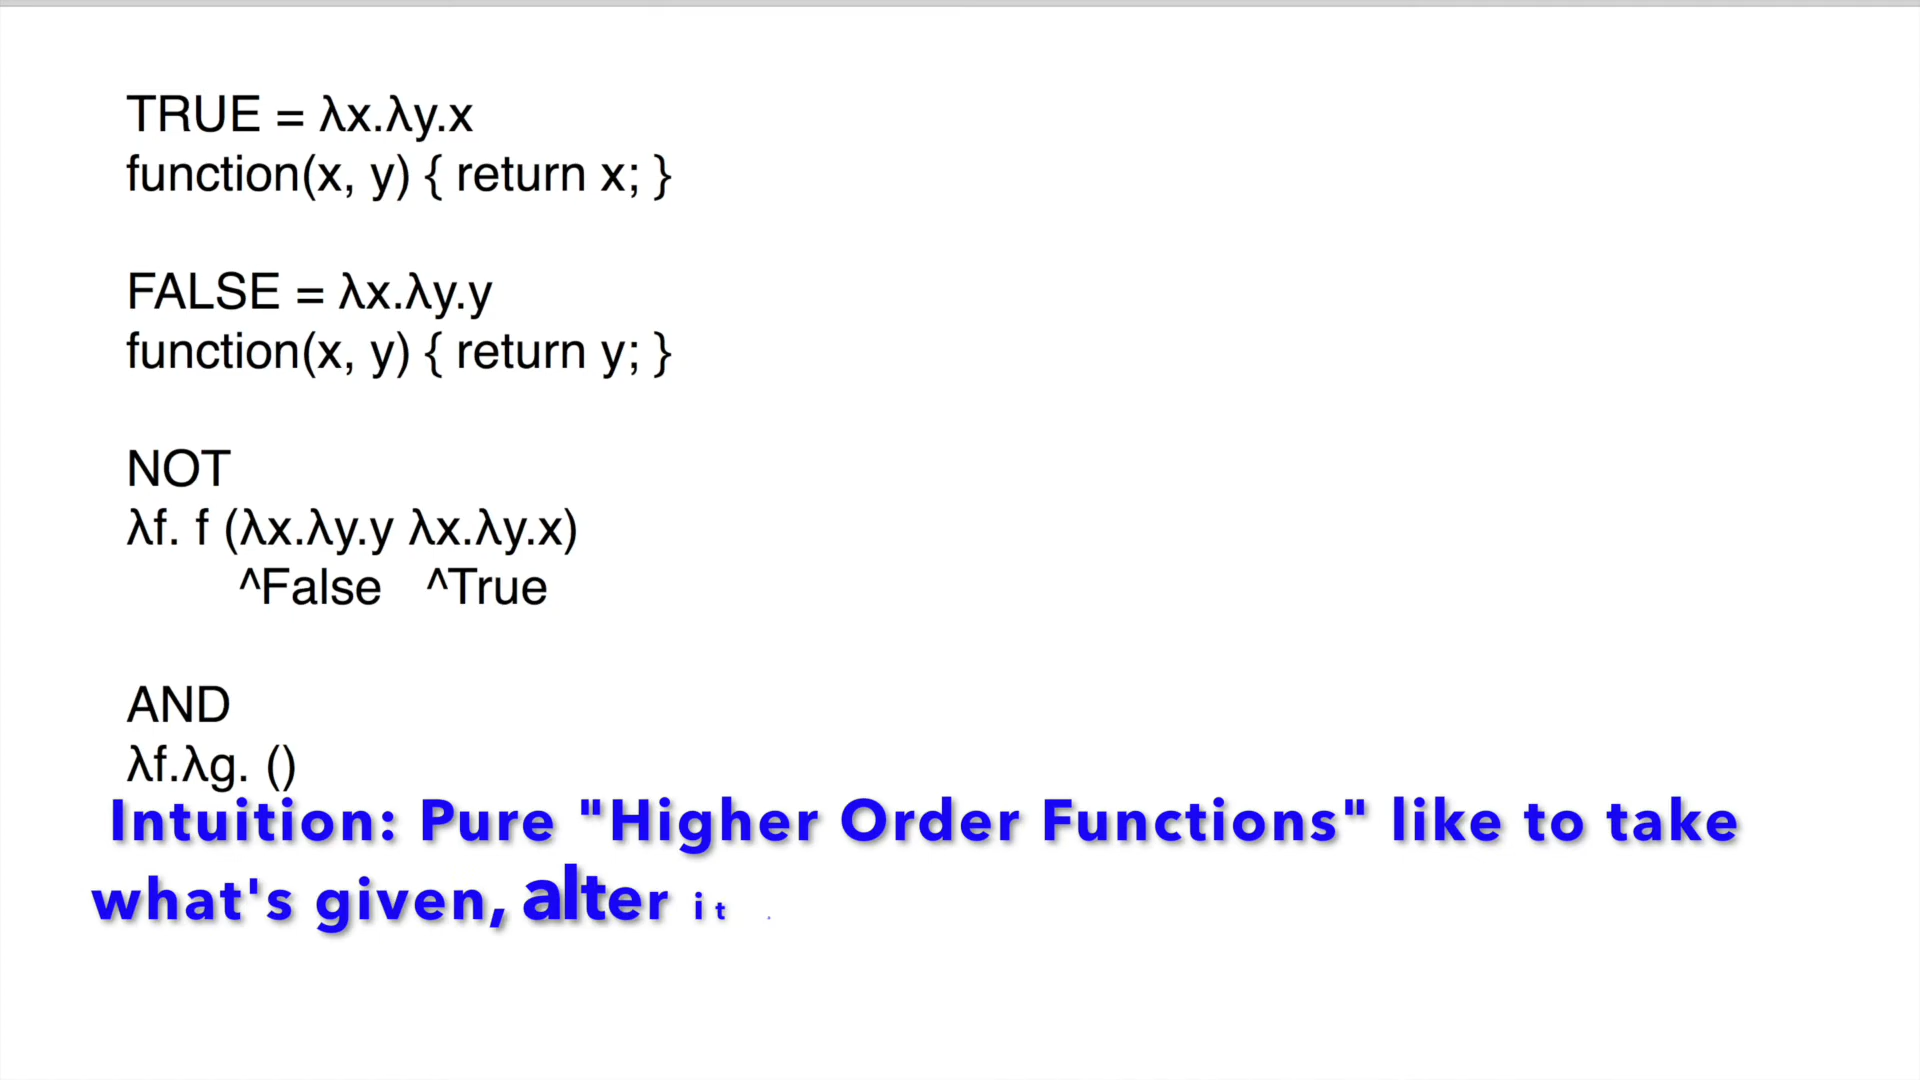 TRUE = λx.λy.x
function(x, y) { return x; }
FALSE = λx.λy.y
function(x, y) { return y; }
NOT
λf. f (λx.λy.y λx.λy.x)
^False ^True
AND
λf.λg. ()
Intuition: Pure "Higher Order Functions" like to take
what's given, alter it